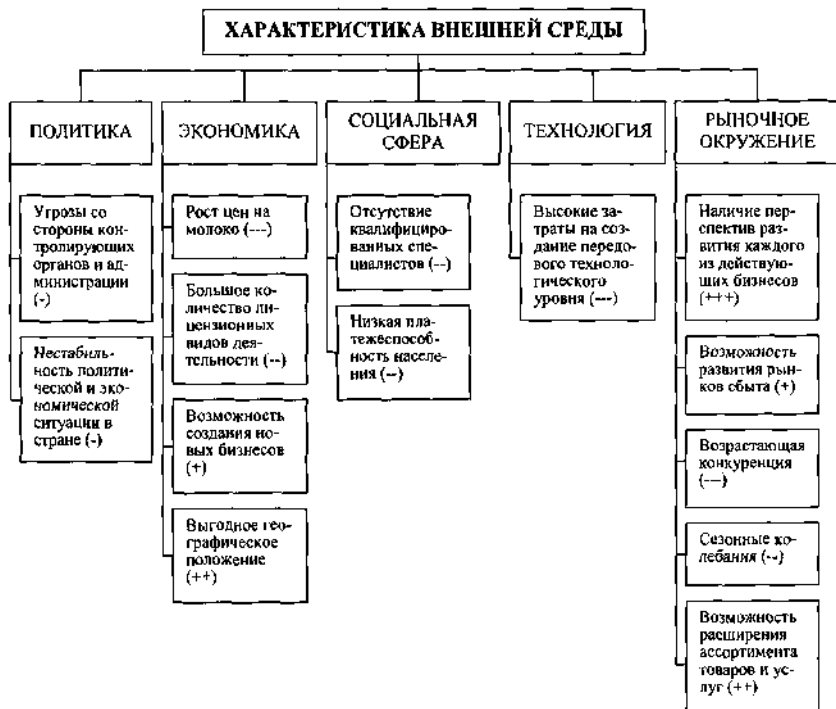 ХАРАКТЕРИСТИКА ВНЕШНЕЙ СРЕДЫ
ПОЛИТИКА
Угрозы со
стороны кон-
тролирующих
органов и ад-
министрации
(-)
Нестабиль-
ность полити-
ческой и эко-
номической
ситуации в
стране (-)
ЭКОНОМИКА
Рост цен на
молоко (---)
Большое ко-
личество ли-
цензионных
видов дея-
тельности (--)
Возможность
создания но-
вых бизнесов
(+)
Выгодное гео-
графическое
положение
(++)
СОЦИАЛЬНАЯ
СФЕРА
Отсутствие
квалифициро-
ванных спе-
циалистов (--)
Низкая пла-
тежеспособ-
ность населе-
ния (--)
ТЕХНОЛОГИЯ
Высокие за-
траты на со-
здание передо-
вого техноло-
гического
уровня (---)
РЫНОЧНОЕ
ОКРУЖЕНИЕ
Наличие пер-
спектив раз-
вития каждого
из действую-
щих бизнесов
(+++)
Возможность
развития рын-
ков сбыта (+)
Возрастающая
конкуренция
(---)
Сезонные ко-
лебания (--)
Возможность
расширения
ассортимента
товаров и ус-
луг (++)